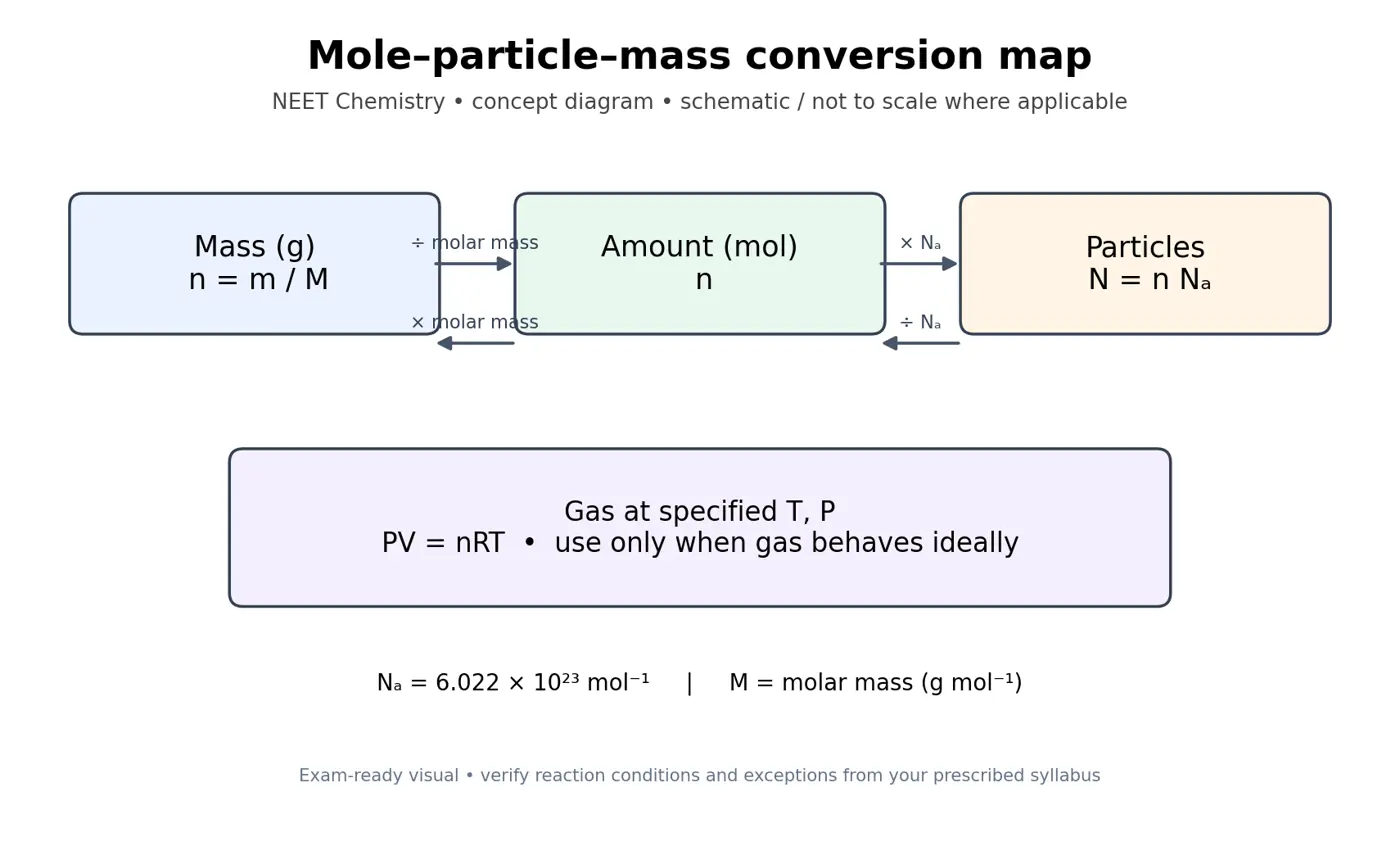 Mole–particle–mass conversion map
NEET Chemistry • concept diagram • schematic / not to scale where applicable
Mass (g)
n = m / M
÷ molar mass
× molar mass
Amount (mol)
n
× Nₐ
÷ Nₐ
Particles
N = n Nₐ
Gas at specified T, P
PV = nRT • use only when gas behaves ideally
Nₐ = 6.022 × 10²³ mol⁻¹ | M = molar mass (g mol⁻¹)
Exam-ready visual • verify reaction conditions and exceptions from your prescribed syllabus